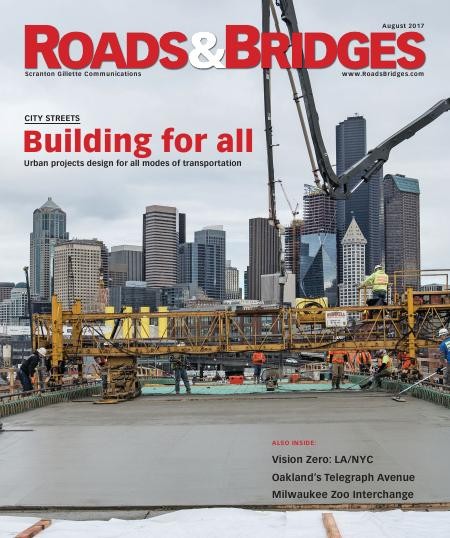 August 2017
ROADS&BRIDGES
Scranton Gillette Communications
www.RoadsBridges.com
CITY STREETS
Building for all
Urban projects design for all modes of transportation
ALSO INSIDE:
Vision Zero: LA/NYC
Oakland's Telegraph Avenue
Milwaukee Zoo Interchange